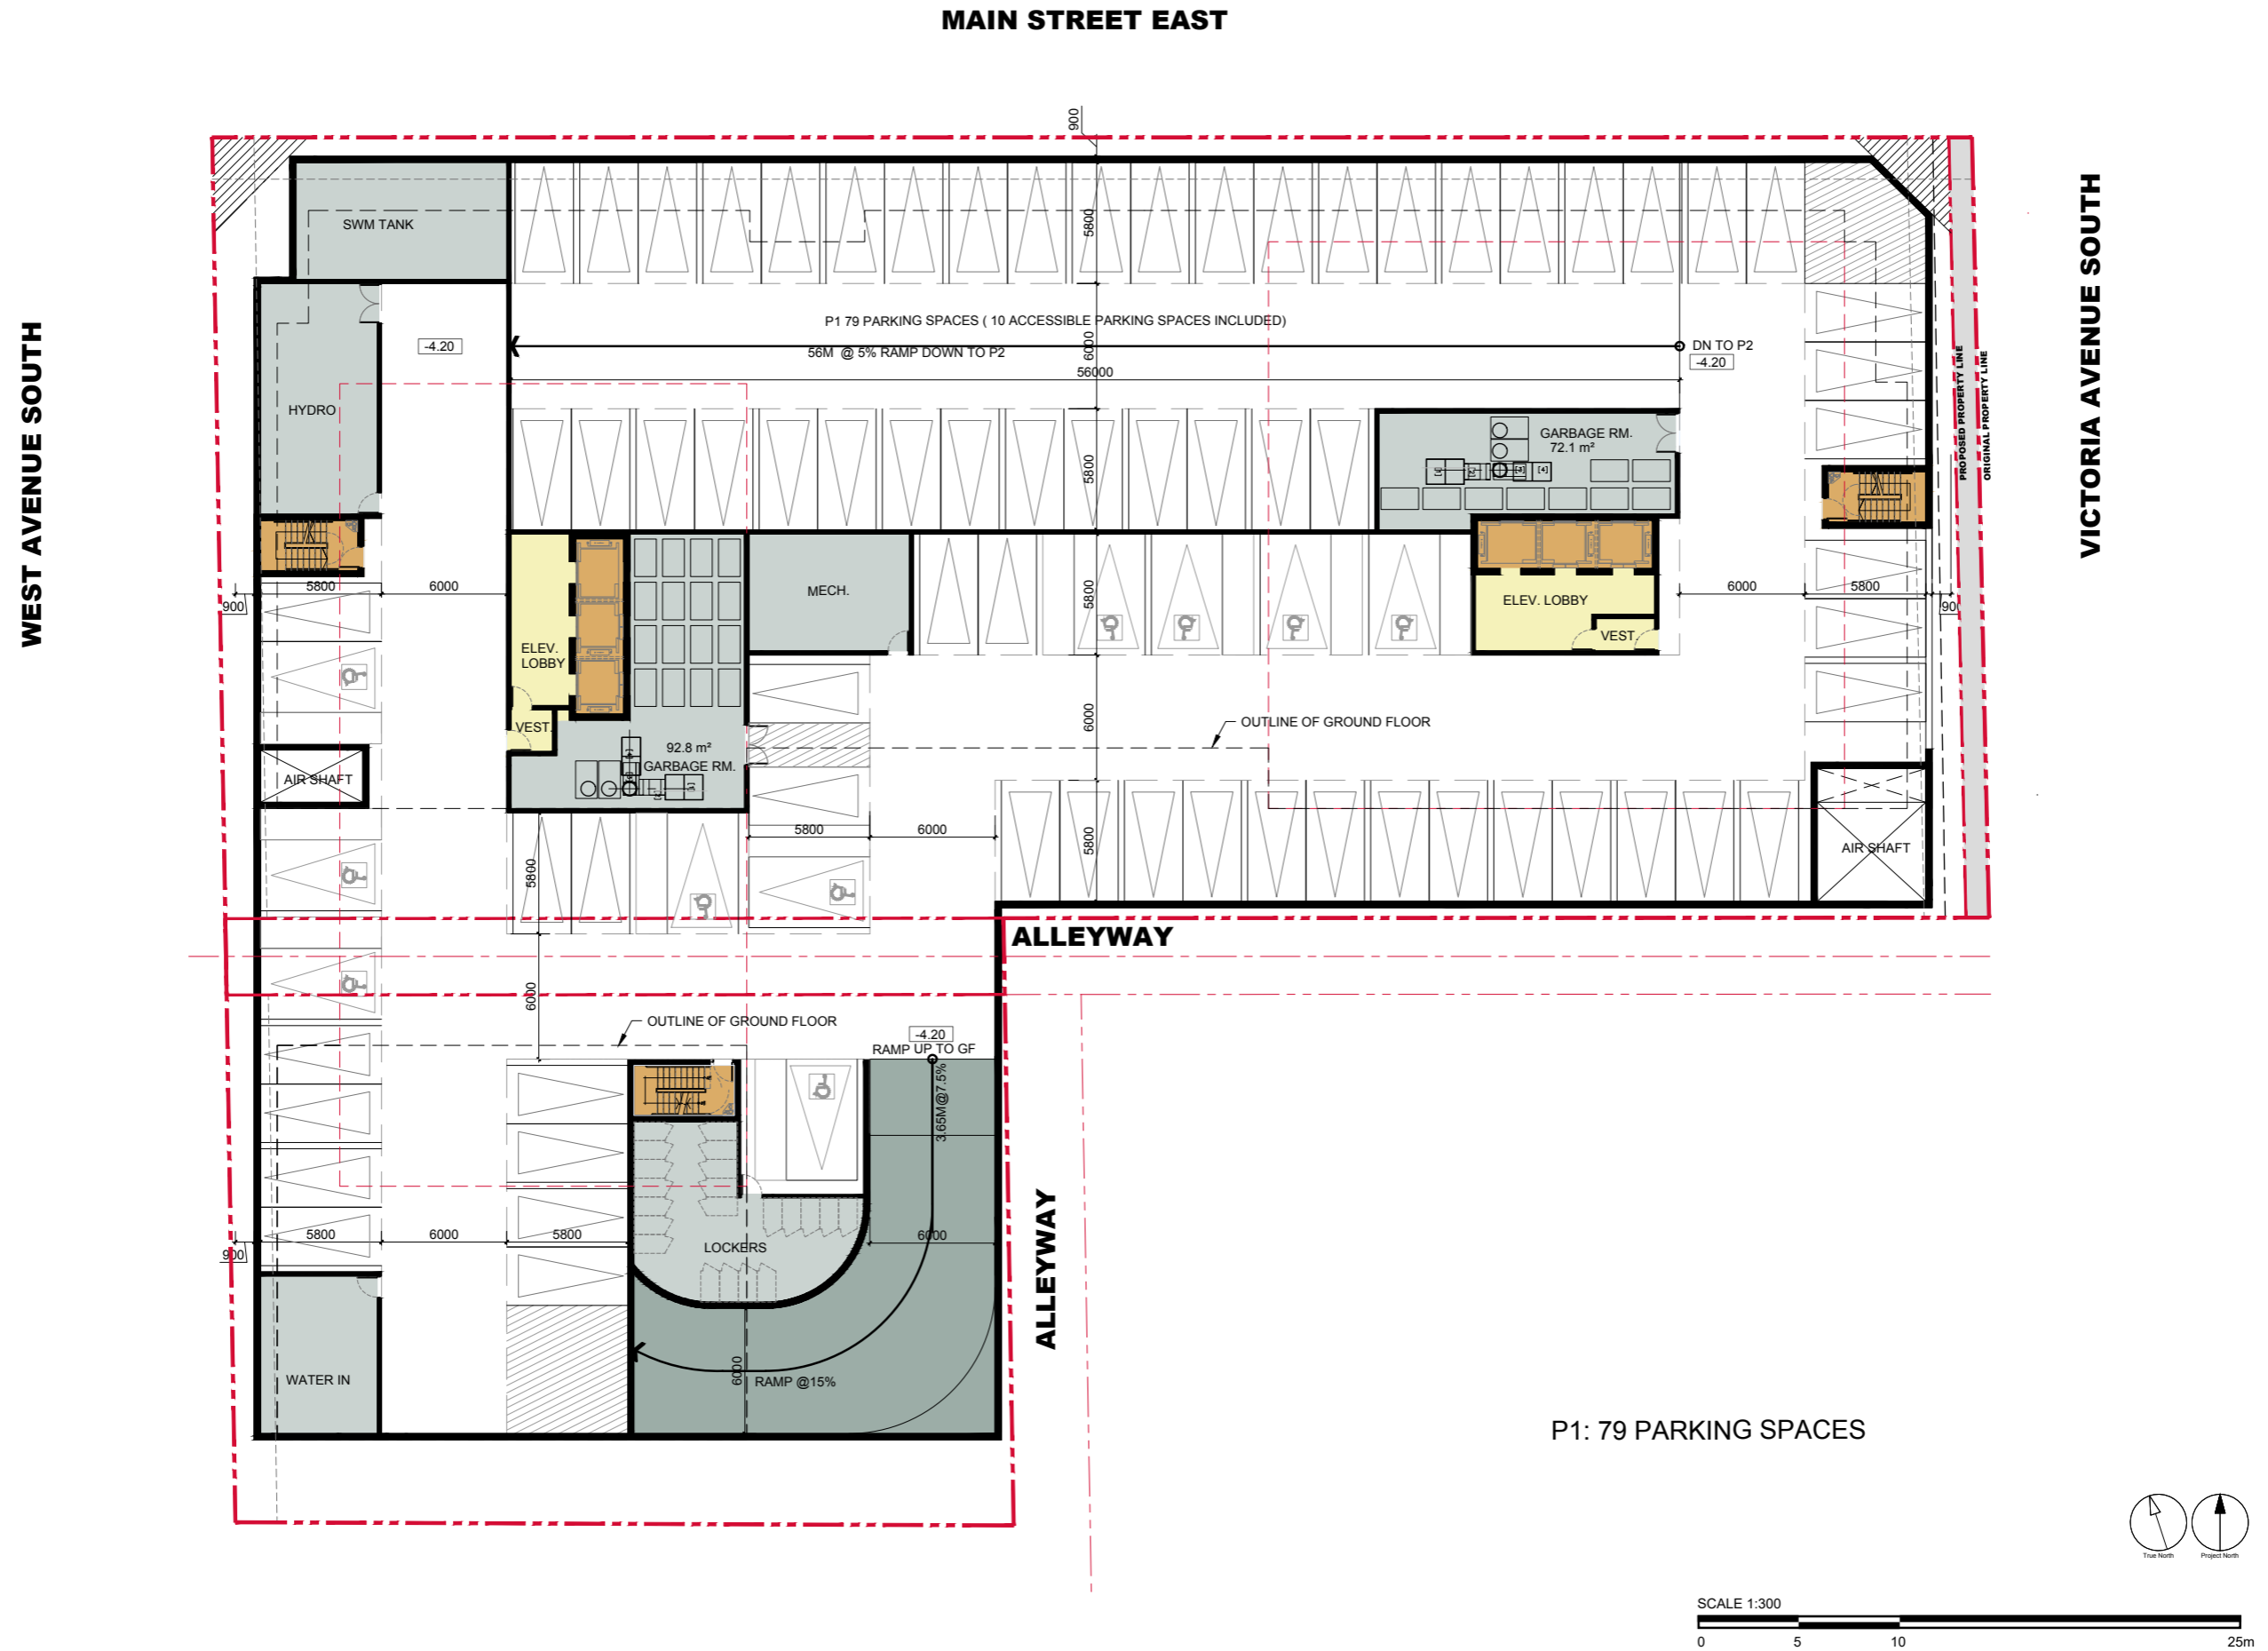 MAIN STREET EAST
WEST AVENUE SOUTH
VICTORIA AVENUE SOUTH
900
SWM TANK
5800
P1 79 PARKING SPACES ( 10 ACCESSIBLE PARKING SPACES INCLUDED)
-4.20
6000
56M @ 5% RAMP DOWN TO P2
DN TO P2
-4.20
56000
PROPOSED PROPERTY LINE
ORIGINAL PROPERTY LINE
HYDRO
GARBAGE RM.
72.1 m²
5800
[4]
5800
6000
900
MECH.
5800
ELEV. LOBBY
6000
5800
900
VEST.
ELEV.
LOBBY
VEST.
6000
OUTLINE OF GROUND FLOOR
92.8 m²
GARBAGE RM.
AIR SHAFT
5800
6000
5800
5800
AIR SHAFT
ALLEYWAY
6000
OUTLINE OF GROUND FLOOR
-4.20
RAMP UP TO GF
3.65M@7.5%
5800
6000
5800
6000
900
LOCKERS
ALLEYWAY
WATER IN
6000
RAMP @15%
P1: 79 PARKING SPACES
True North
Project North
SCALE 1:300
0 5 10 25m